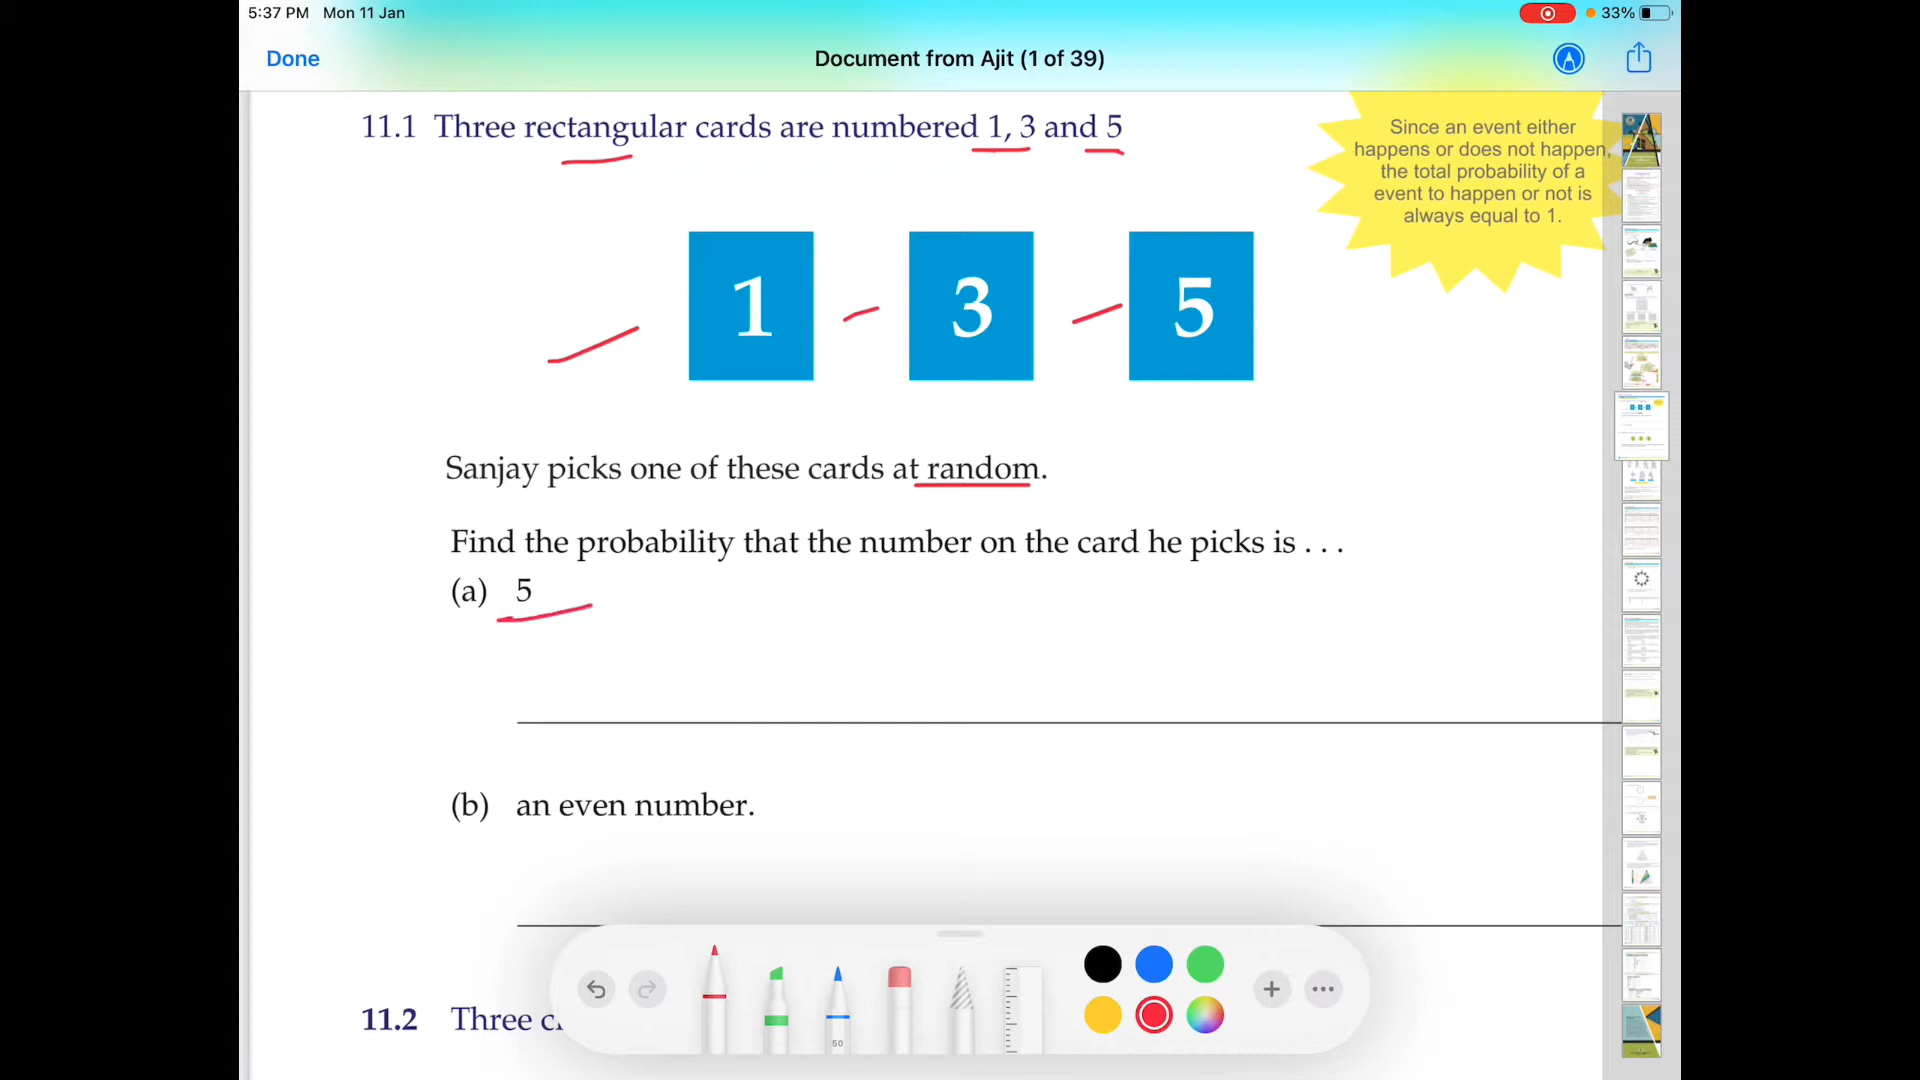 5:37 PM Mon 11 Jan
33%
Done
Document from Ajit (1 of 39)
11.1 Three rectangular cards are numbered 1, 3 and 5
Since an event either
happens or does not happen,
the total probability of a
event to happen or not is
always equal to 1.
1 3 5
Sanjay picks one of these cards at random.
Find the probability that the number on the card he picks is . . .
(a) 5
(b) an even number.
11.2 Three
50